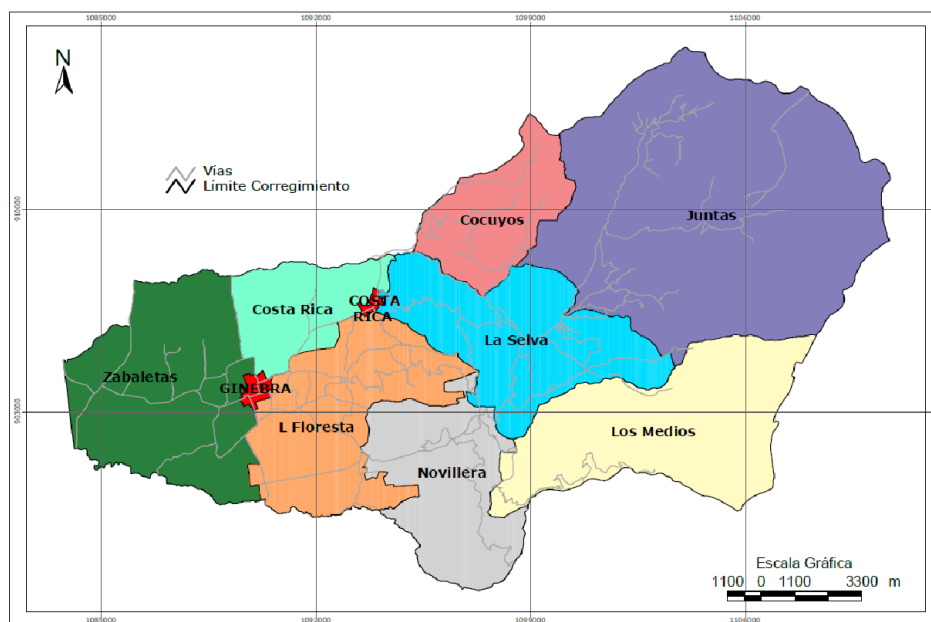 1085000
1092000
1099000
1106000
N
Vías
Límite Corregimiento
910000
Cocuyos
Juntas
Costa Rica
COSTA
RICA
La Selva
Zabaletas
GINEBRA
903000
L Floresta
Los Medios
Novillera
Escala Gráfica
1100 0 1100 3300 m
1085000
1092000
1099000
1106000